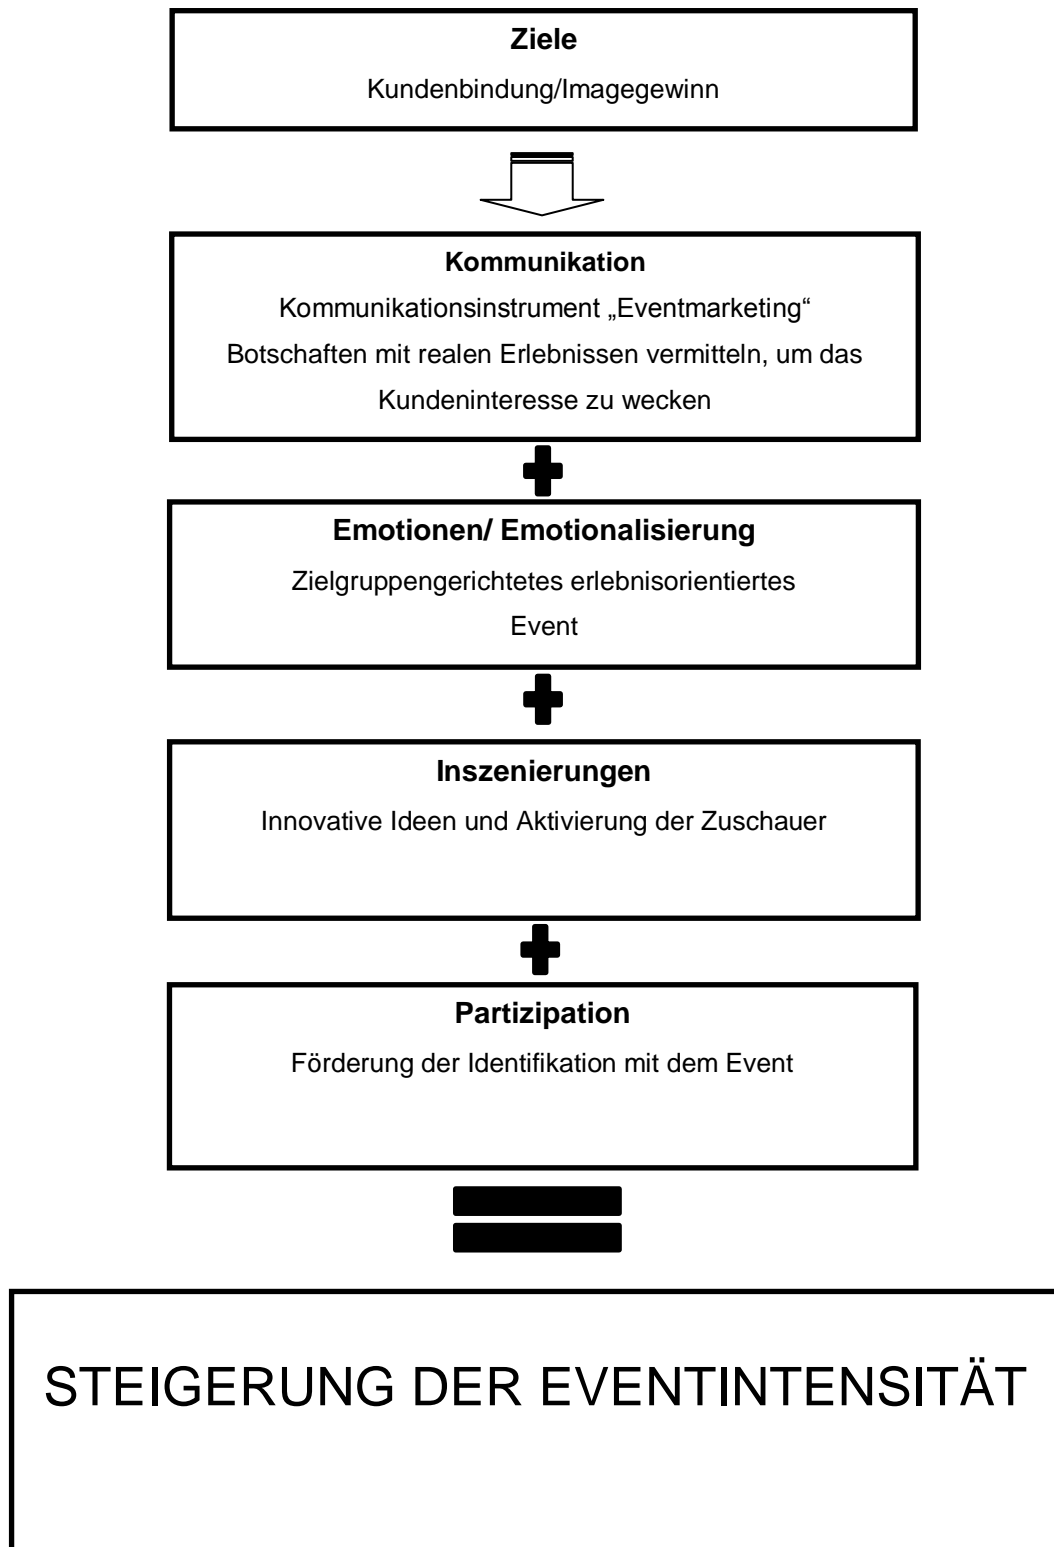 Ziele
Kundenbindung/Imagegewinn
Kommunikation
Kommunikationsinstrument „Eventmarketing“
Botschaften mit realen Erlebnissen vermitteln, um das
Kundeninteresse zu wecken
Emotionen/ Emotionalisierung
Zielgruppengerichtetes erlebnisorientiertes
Event
Inszenierungen
Innovative Ideen und Aktivierung der Zuschauer
Partizipation
Förderung der Identifikation mit dem Event
STEIGERUNG DER EVENTINTENSITÄT